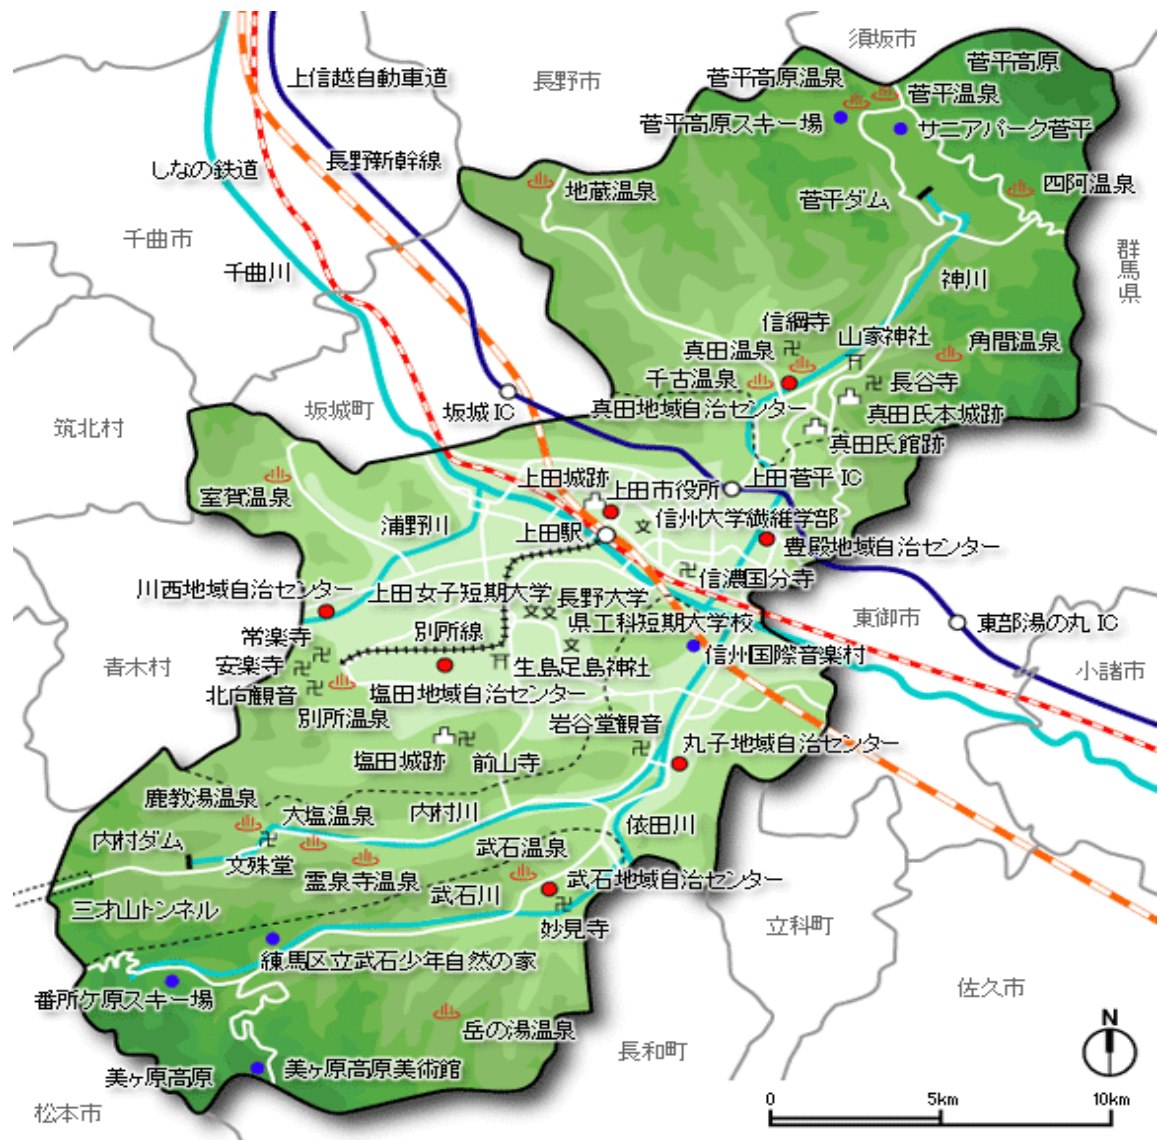 須坂市
菅平高原
上信越自動車道
長野市
菅平高原温泉
菅平温泉
菅平高原スキー場
サニアパーク菅平
長野新幹線
しなの鉄道
地蔵温泉
四阿温泉
菅平ダム
千曲市
群馬県
千曲川
神川
信綱寺
山家神社
真田温泉
角間温泉
千古温泉
長谷寺
坂城町
坂城IC
真田地域自治センター
真田氏本城跡
筑北村
真田氏館跡
上田城跡
上田菅平IC
室賀温泉
上田市役所
浦野川
上田駅
文
信州大学繊維学部
豊殿地域自治センター
信濃国分寺
川西地域自治センター
上田女子短期大学
長野大学
文文
県工科短期大学校
東御市
東部湯の丸IC
常楽寺
別所線
文
安楽寺
生島足島神社
信州国際音楽村
青木村
小諸市
北向観音
塩田地域自治センター
別所温泉
岩谷堂観音
丸子地域自治センター
塩田城跡
前山寺
鹿教湯温泉
大塩温泉
内村川
依田川
内村ダム
文殊堂
武石温泉
霊泉寺温泉
武石川
武石地域自治センター
三才山トンネル
妙見寺
立科町
練馬区立武石少年自然の家
番所ヶ原スキー場
佐久市
岳の湯温泉
長和町
N
美ヶ原高原
美ヶ原高原美術館
松本市
0 5km 10km